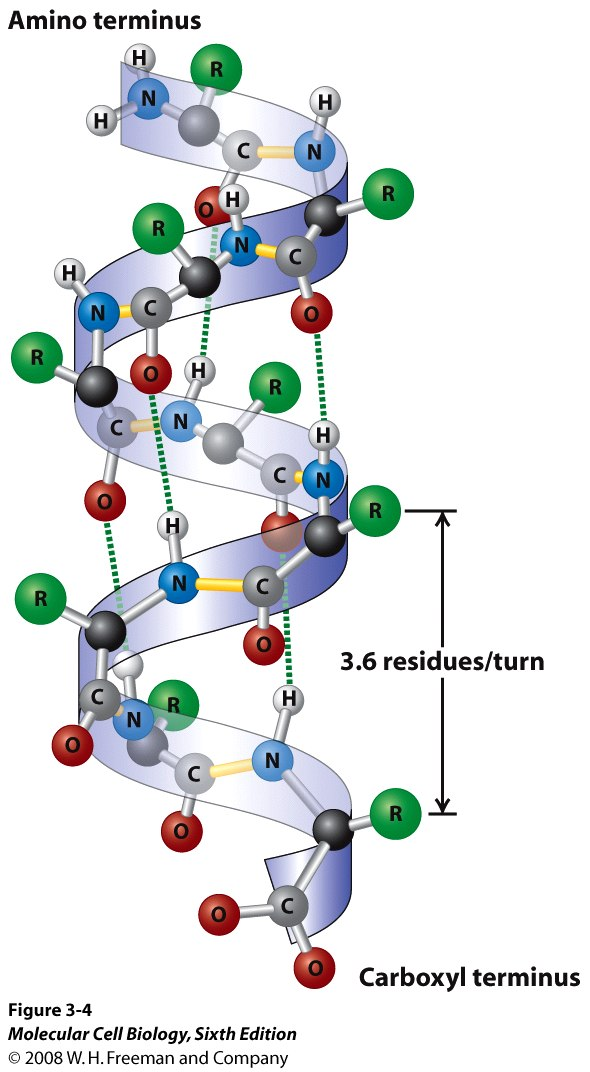 Amino terminus
H
R
N
H
H
C
N
R
H
O
R
N
C
H
N
C
O
R
H
O
R
C
N
H
C
N
O
R
H
N
C
R
O
3.6 residues/turn
C
H
R
N
O
N
C
R
O
C
O
O
Carboxyl terminus
Figure 3-4
Molecular Cell Biology, Sixth Edition
© 2008 W. H. Freeman and Company